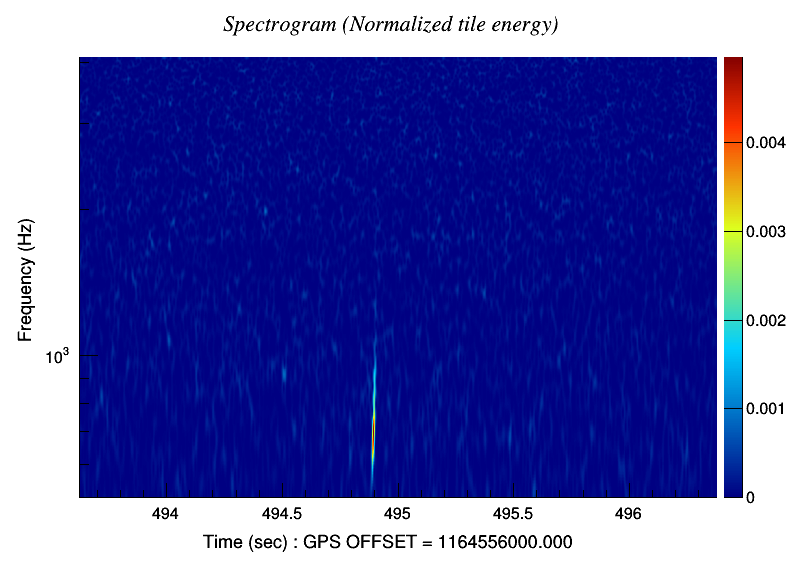 Spectrogram (Normalized tile energy)
0.004
0.003
0.002
0.001
0
Frequency (Hz)
10³
494 494.5 495 495.5 496
Time (sec) : GPS OFFSET = 1164556000.000